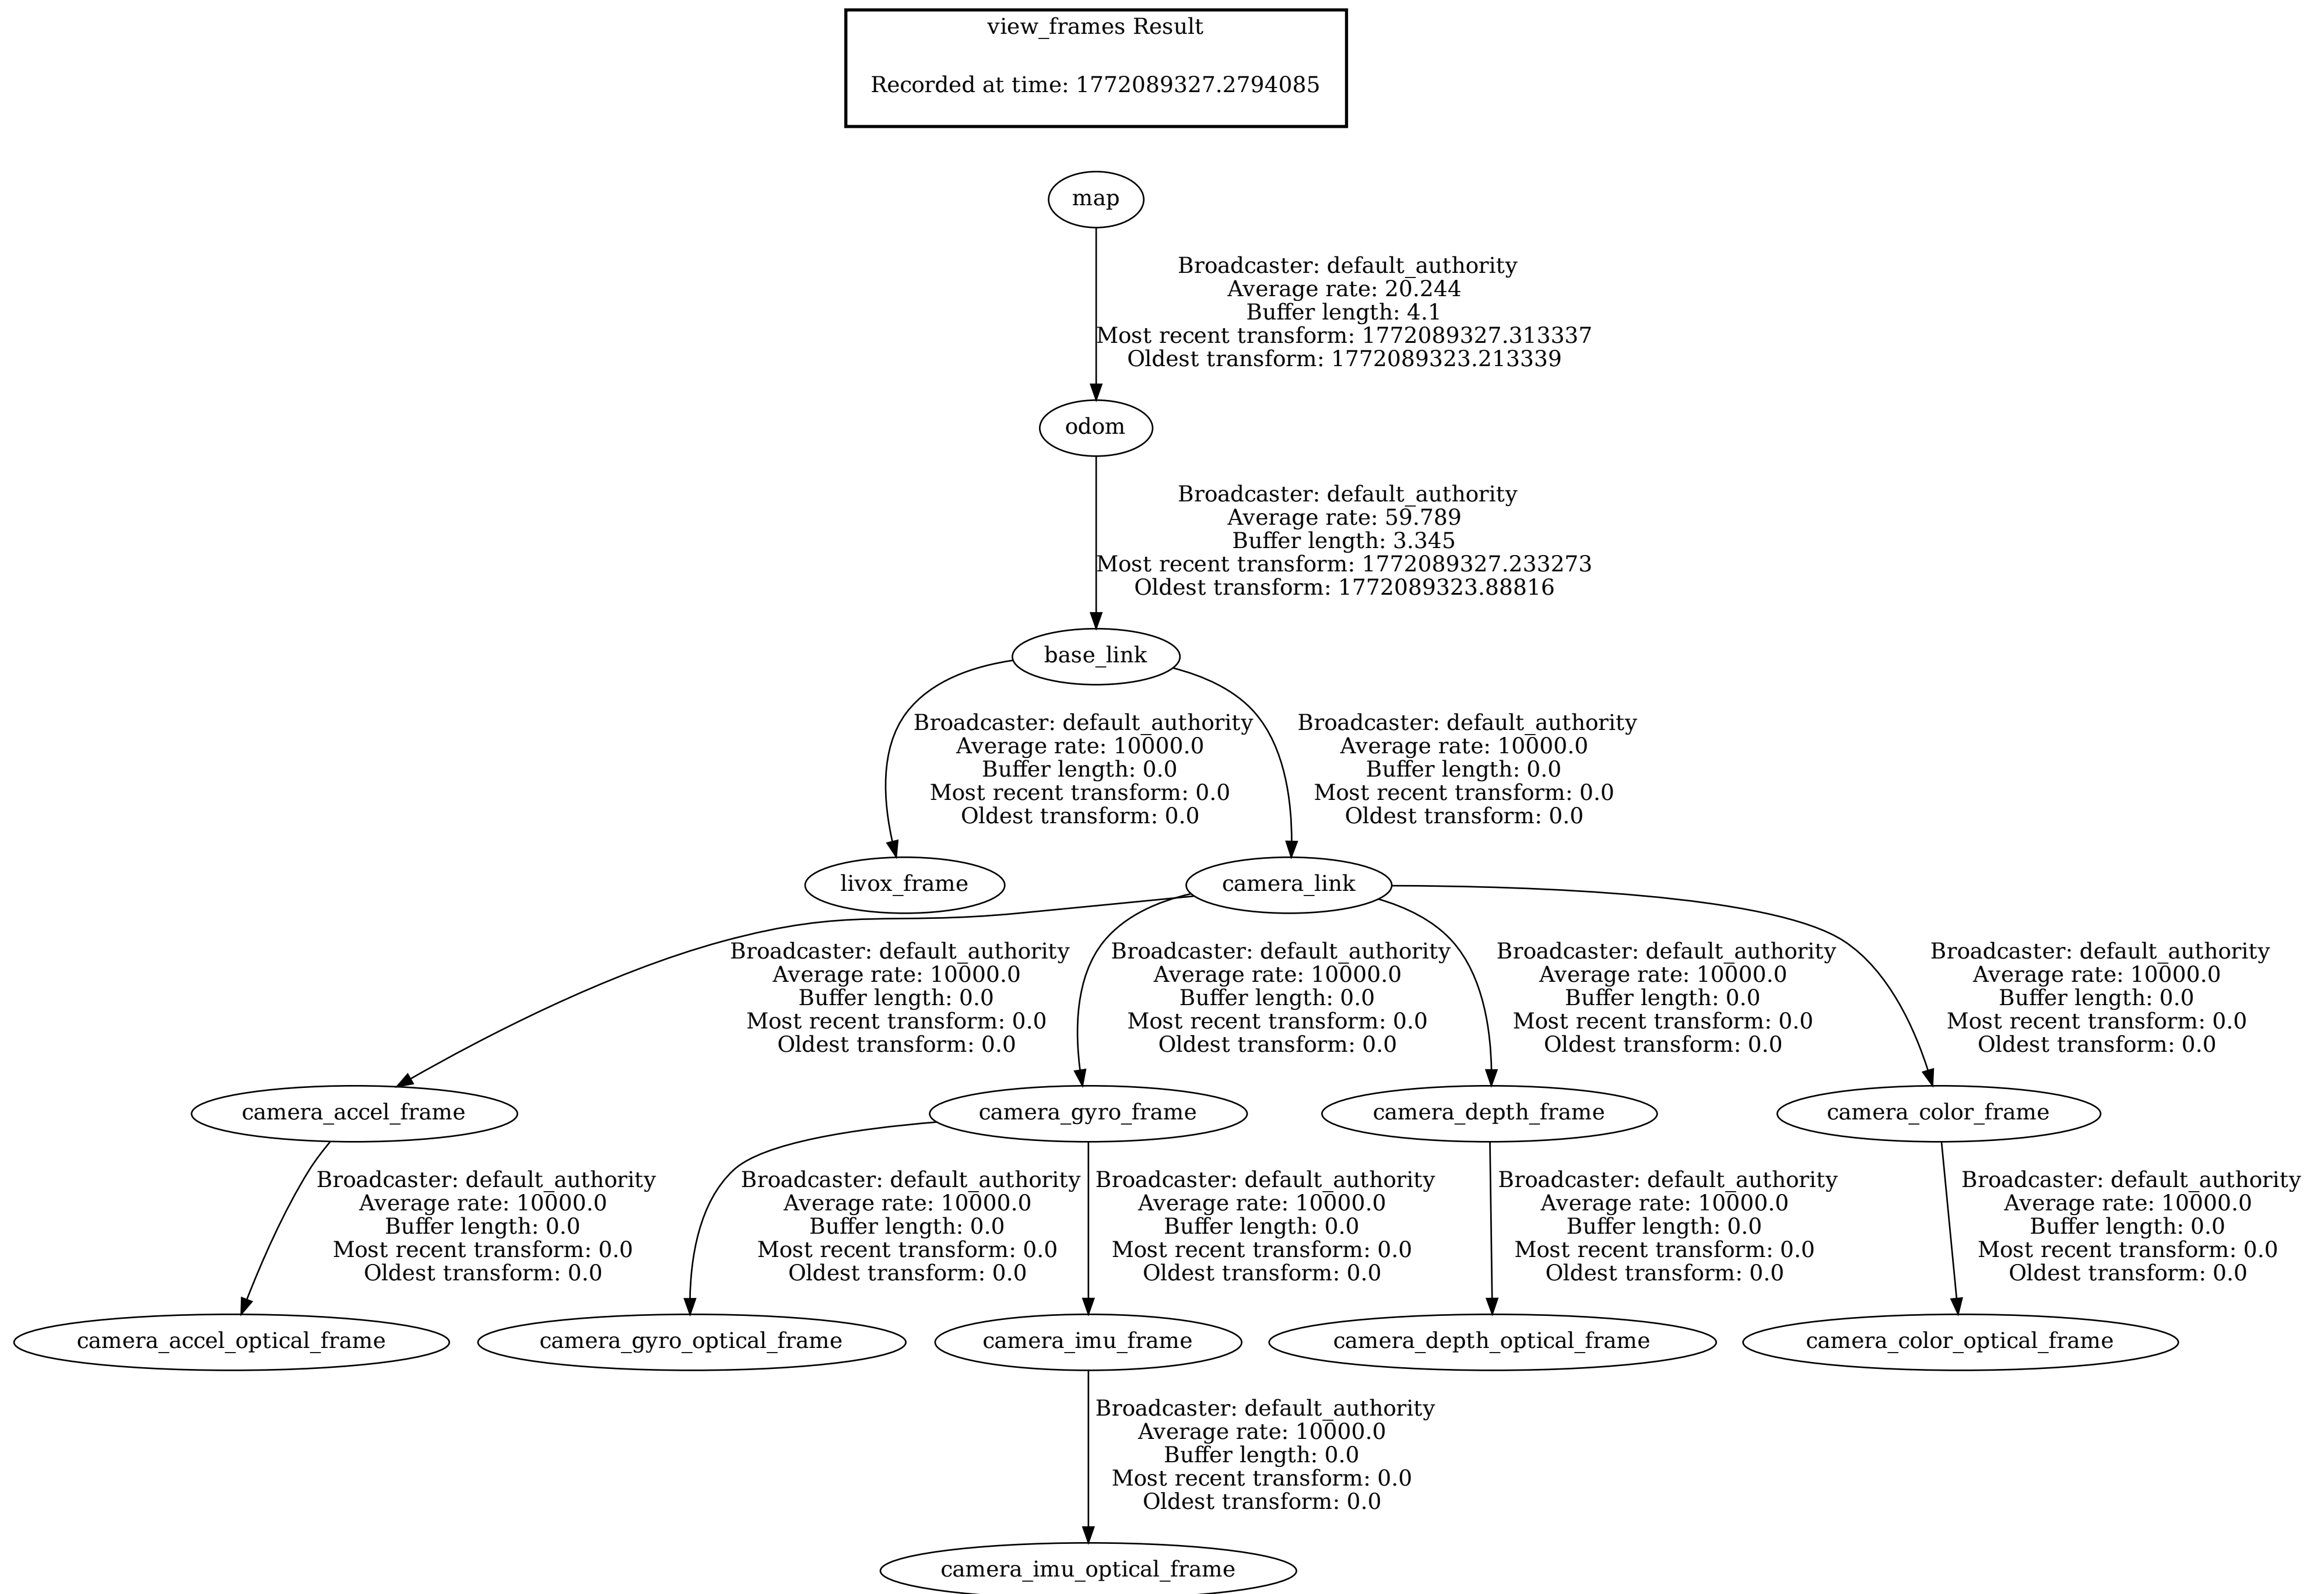 view_frames Result
Recorded at time: 1772089327.2794085
map
Broadcaster: default_authority
Average rate: 20.244
Buffer length: 4.1
Most recent transform: 1772089327.313337
Oldest transform: 1772089323.213339
odom
Broadcaster: default_authority
Average rate: 59.789
Buffer length: 3.345
Most recent transform: 1772089327.233273
Oldest transform: 1772089323.88816
base_link
Broadcaster: default_authority
Average rate: 10000.0
Buffer length: 0.0
Most recent transform: 0.0
Oldest transform: 0.0
Broadcaster: default_authority
Average rate: 10000.0
Buffer length: 0.0
Most recent transform: 0.0
Oldest transform: 0.0
livox_frame
camera_link
Broadcaster: default_authority
Average rate: 10000.0
Buffer length: 0.0
Most recent transform: 0.0
Oldest transform: 0.0
Broadcaster: default_authority
Average rate: 10000.0
Buffer length: 0.0
Most recent transform: 0.0
Oldest transform: 0.0
Broadcaster: default_authority
Average rate: 10000.0
Buffer length: 0.0
Most recent transform: 0.0
Oldest transform: 0.0
Broadcaster: default_authority
Average rate: 10000.0
Buffer length: 0.0
Most recent transform: 0.0
Oldest transform: 0.0
camera_accel_frame
camera_gyro_frame
camera_depth_frame
camera_color_frame
Broadcaster: default_authority
Average rate: 10000.0
Buffer length: 0.0
Most recent transform: 0.0
Oldest transform: 0.0
Broadcaster: default_authority
Average rate: 10000.0
Buffer length: 0.0
Most recent transform: 0.0
Oldest transform: 0.0
Broadcaster: default_authority
Average rate: 10000.0
Buffer length: 0.0
Most recent transform: 0.0
Oldest transform: 0.0
Broadcaster: default_authority
Average rate: 10000.0
Buffer length: 0.0
Most recent transform: 0.0
Oldest transform: 0.0
Broadcaster: default_authority
Average rate: 10000.0
Buffer length: 0.0
Most recent transform: 0.0
Oldest transform: 0.0
camera_accel_optical_frame
camera_gyro_optical_frame
camera_imu_frame
camera_depth_optical_frame
camera_color_optical_frame
Broadcaster: default_authority
Average rate: 10000.0
Buffer length: 0.0
Most recent transform: 0.0
Oldest transform: 0.0
camera_imu_optical_frame